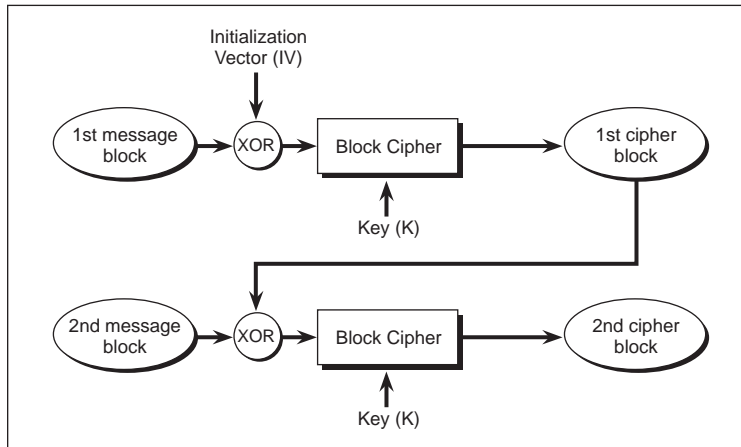 Initialization
Vector (IV)
1st message
block
XOR
Block Cipher
1st cipher
block
Key (K)
2nd message
block
XOR
Block Cipher
2nd cipher
block
Key (K)